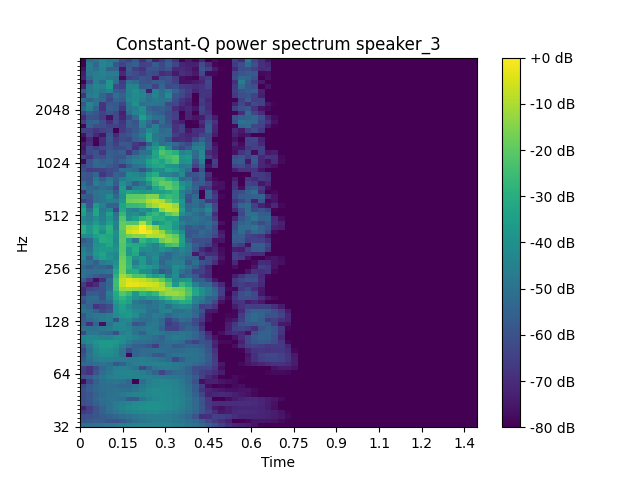 Constant-Q power spectrum speaker_3
Hz
2048
1024
512
256
128
64
32
0 0.15 0.3 0.45 0.6 0.75 0.9 1.1 1.2 1.4
Time
+0 dB
-10 dB
-20 dB
-30 dB
-40 dB
-50 dB
-60 dB
-70 dB
-80 dB